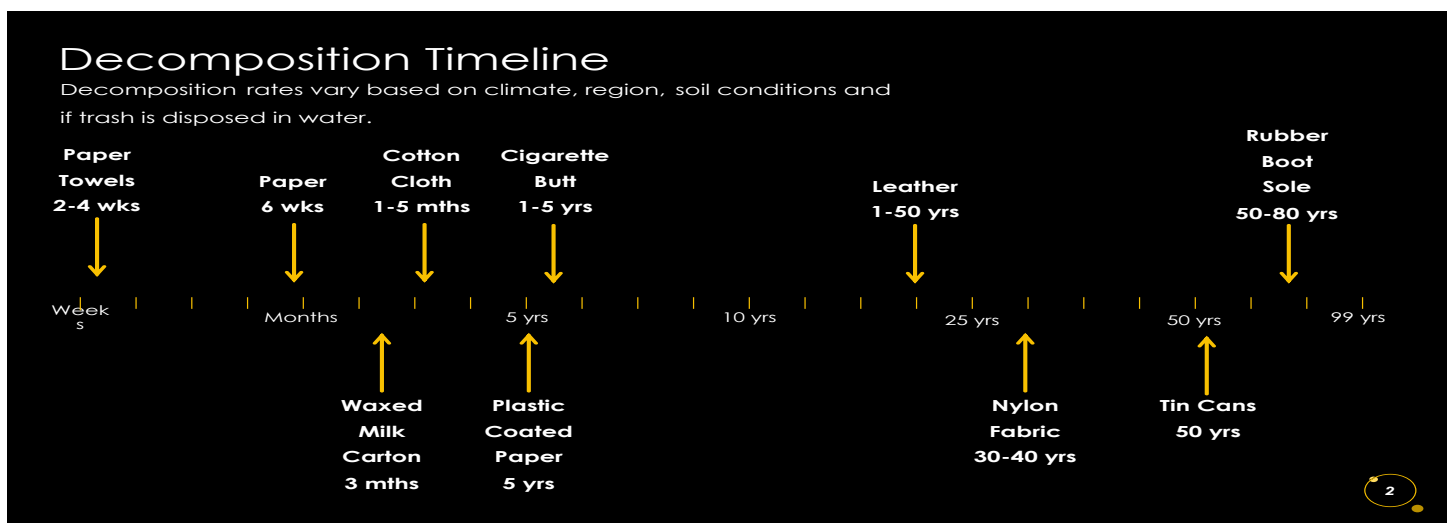 Decomposition Timeline
Decomposition rates vary based on climate, region, soil conditions and
if trash is disposed in water.
Paper
Towels
2-4 wks
Paper
6 wks
Cotton
Cloth
1-5 mths
Cigarette
Butt
1-5 yrs
Leather
1-50 yrs
Rubber
Boot
Sole
50-80 yrs
Week
s
Months
5 yrs
10 yrs
25 yrs
50 yrs
99 yrs
Waxed
Milk
Carton
3 mths
Plastic
Coated
Paper
5 yrs
Nylon
Fabric
30-40 yrs
Tin Cans
50 yrs
2